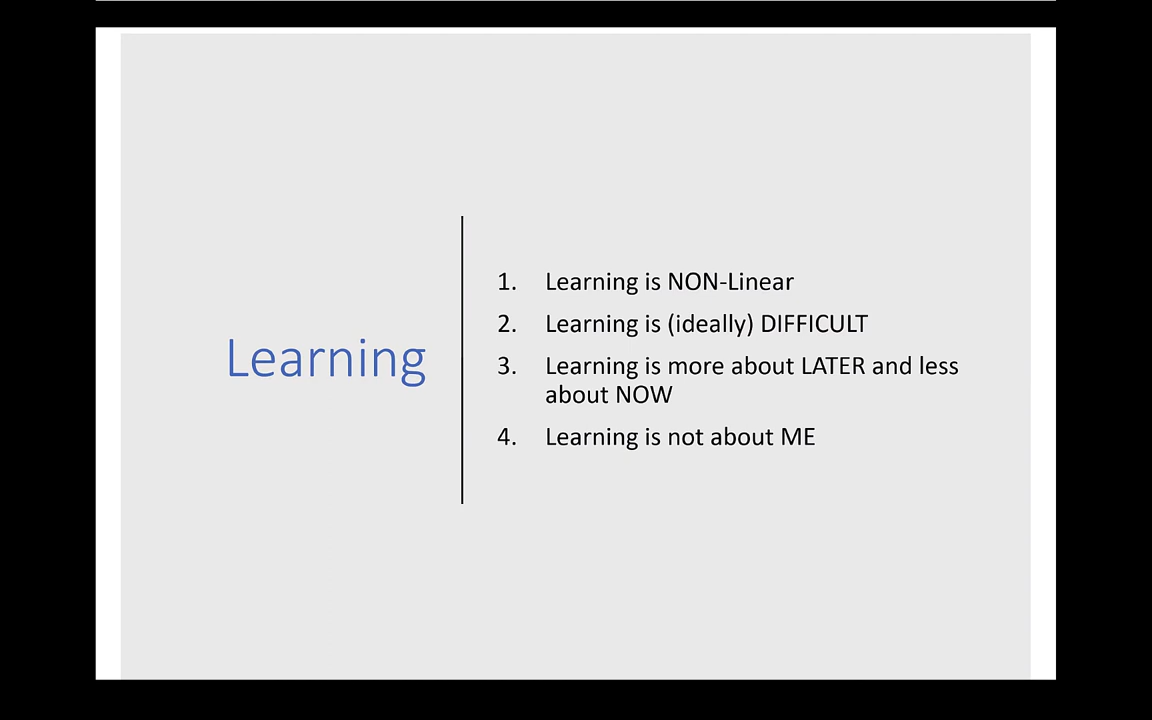 Learning
1. Learning is NON-Linear
2. Learning is (ideally) DIFFICULT
3. Learning is more about LATER and less
about NOW
4. Learning is not about ME